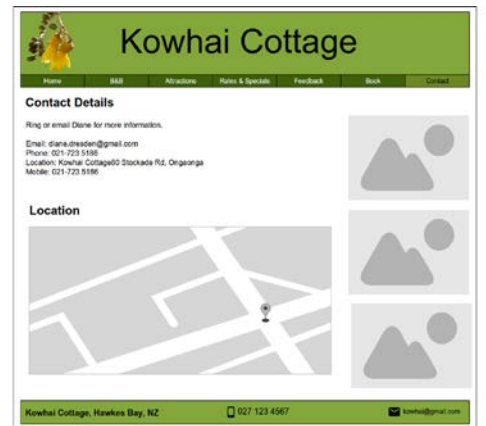 Kowhai Cottage
Home B&B Attractions Rates & Specials Feedback Book Contact
Contact Details
Ring or email Diane for more information.
Email: diane.dresden@gmail.com
Phone: 021-723 5186
Location: Kowhai Cottage60 Stockade Rd, Ongaonga
Mobile: 021-723 5186
Location
Kowhai Cottage, Hawkes Bay, NZ 027 123 4567 kowhai@gmail.com